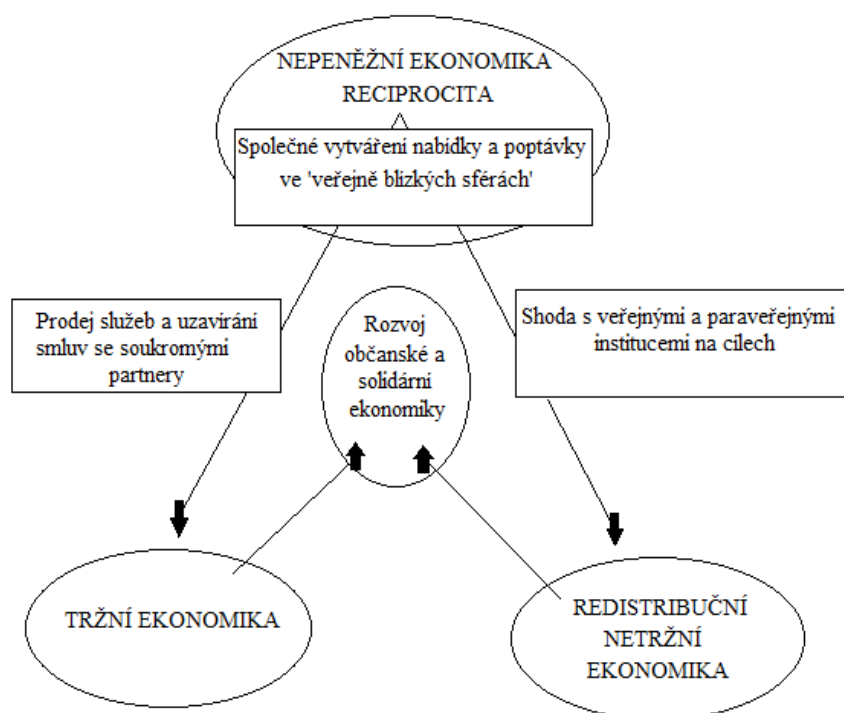 NEPENĚŽNÍ EKONOMIKA
RECIPROCITA
Společné vytváření nabídky a poptávky
ve 'veřejně blízkých sférách'
Prodej služeb a uzavírání
smluv se soukromými
partnery
Rozvoj
občanské a
solidární
ekonomiky
Shoda s veřejnými a paraveřejnými
institucemi na cílech
TRŽNÍ EKONOMIKA
REDISTRIBUČNÍ
NETRŽNÍ
EKONOMIKA